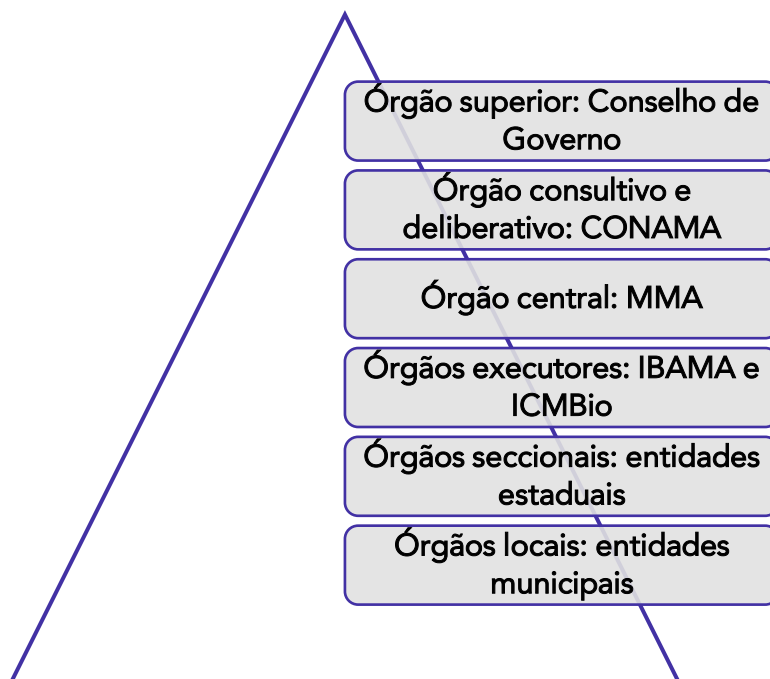 Órgão superior: Conselho de
Governo
Órgão consultivo e
deliberativo: CONAMA
Órgão central: MMA
Órgãos executores: IBAMA e
ICMBio
Órgãos seccionais: entidades
estaduais
Órgãos locais: entidades
municipais